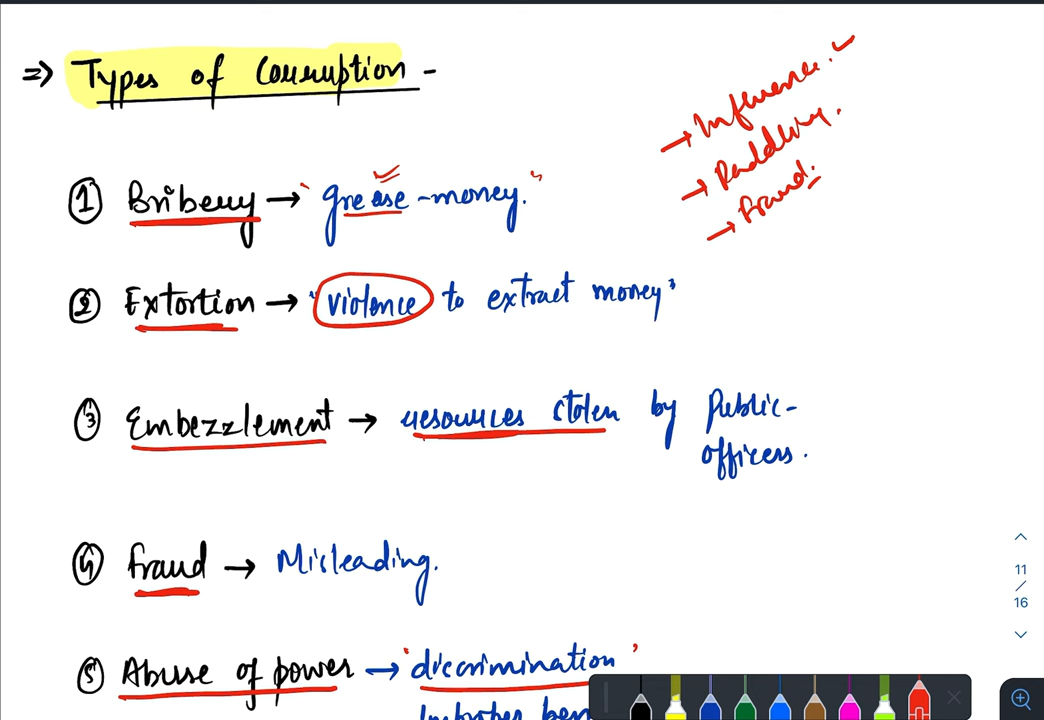 => Types of Corruption -
→ Influence.
→ Peddling.
→ Fraud.
① Bribery → "grease-money."
② Extortion → "violence to extract money"
③ Embezzlement → resources stolen by Public-
officers.
④ fraud → Misleading.
⑤ Abuse of power → "discrimination"
Improper
11
/
16